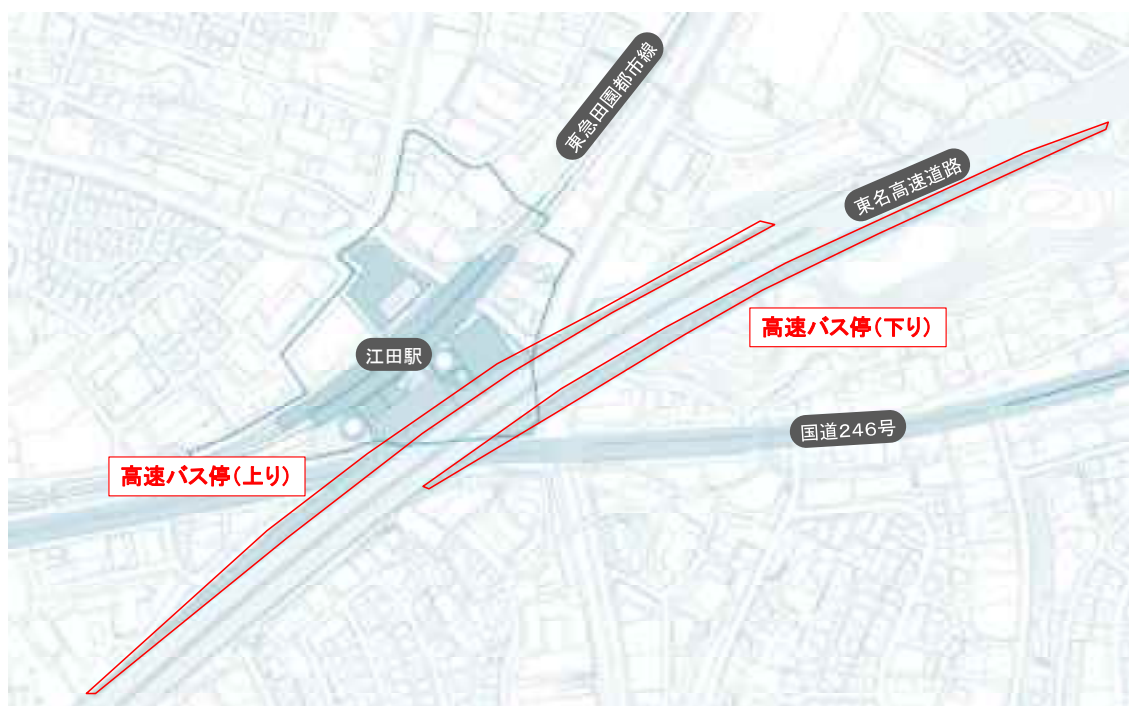 東急田園都市線
東名高速道路
高速バス停(下り)
江田駅
国道246号
高速バス停(上り)